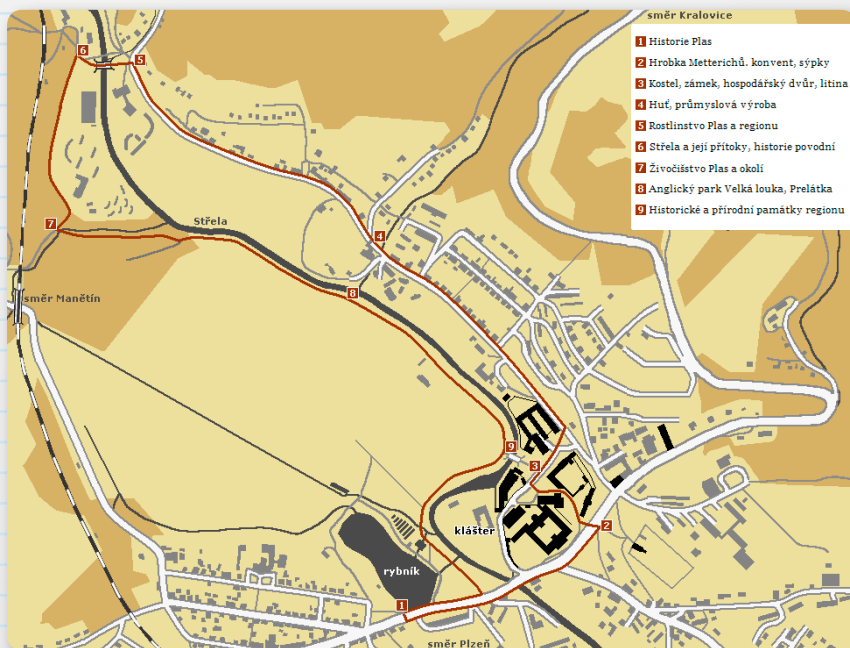 směr Kralovice
1 Historie Plas
2 Hrobka Metterichů, konvent, sýpky
3 Kostel, zámek, hospodářský dvůr, litina
4 Huť, průmyslová výroba
5 Rostlinstvo Plas a regionu
6 Střela a její přítoky, historie povodní
7 Živočišstvo Plas a okolí
8 Anglický park Velká louka, Prelátka
9 Historické a přírodní památky regionu
6
5
7
Střela
4
8
směr Manětín
9
3
2
klášter
rybník
1
směr Plzeň